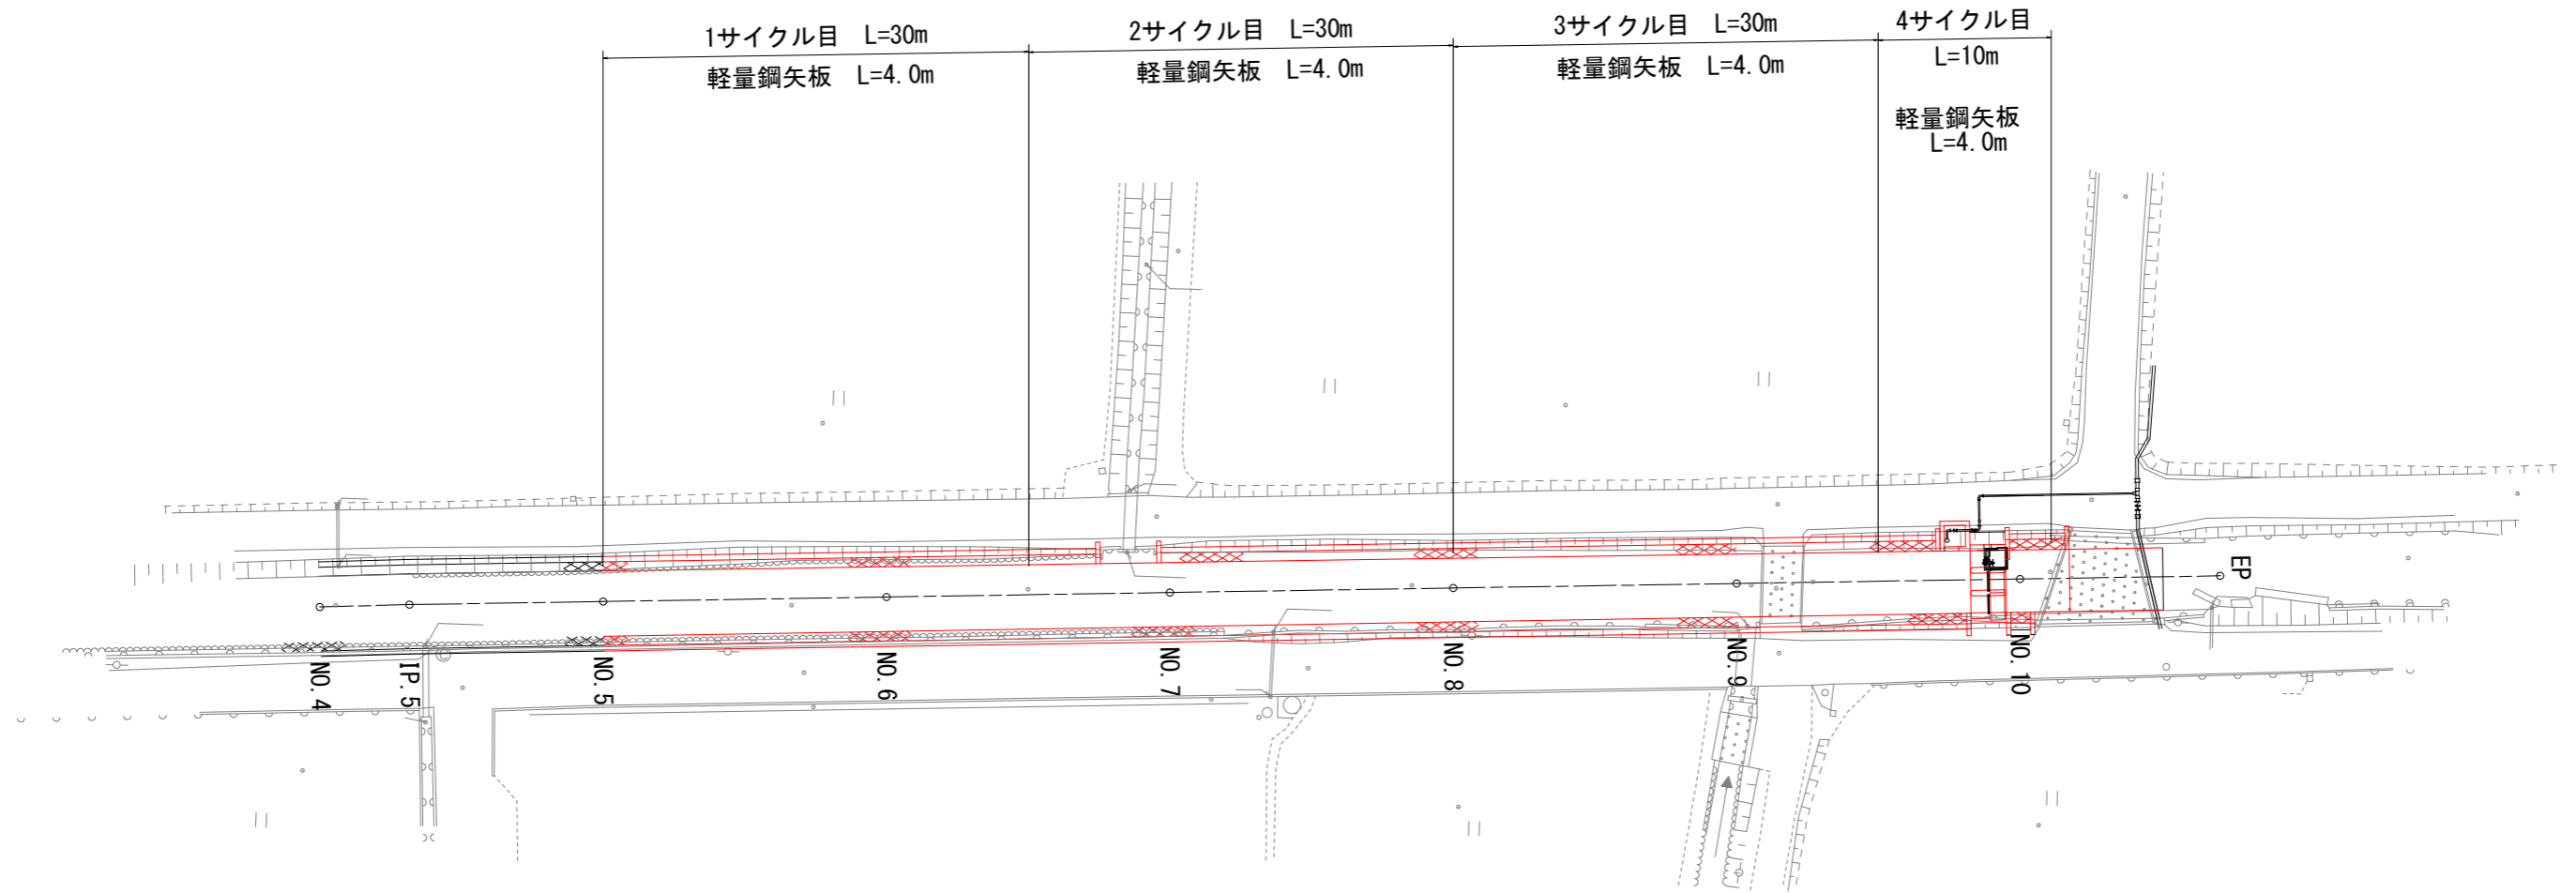 1サイクル目 L=30m
軽量鋼矢板 L=4.0m
2サイクル目 L=30m
軽量鋼矢板 L=4.0m
3サイクル目 L=30m
軽量鋼矢板 L=4.0m
4サイクル目
L=10m
軽量鋼矢板
L=4.0m
NO.4
IP.5
NO.5
NO.6
NO.7
NO.8
NO.9
NO.10
EP